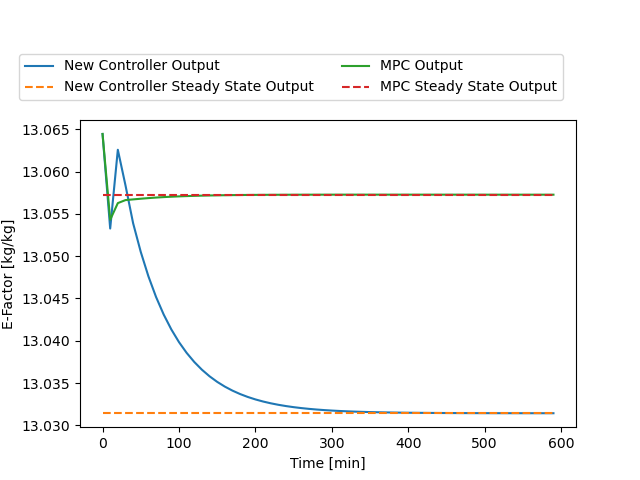 New Controller Output
New Controller Steady State Output
MPC Output
MPC Steady State Output
13.065
13.060
13.055
13.050
13.045
13.040
13.035
13.030
E-Factor [kg/kg]
0 100 200 300 400 500 600
Time [min]